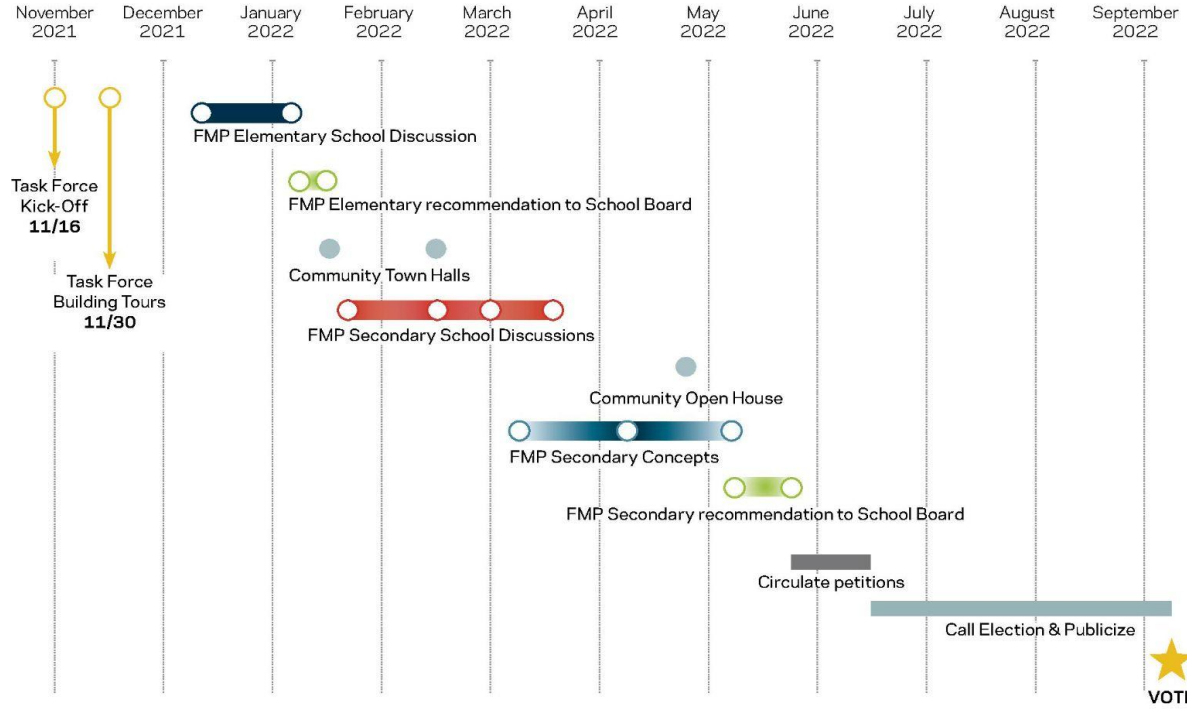 November December January February March April May June July August September
2021 2021 2022 2022 2022 2022 2022 2022 2022 2022 2022
FMP Elementary School Discussion
Task Force
Kick-Off
11/16
FMP Elementary recommendation to School Board
Community Town Halls
Task Force
Building Tours
11/30
FMP Secondary School Discussions
Community Open House
FMP Secondary Concepts
FMP Secondary recommendation to School Board
Circulate petitions
Call Election & Publicize
VOTE